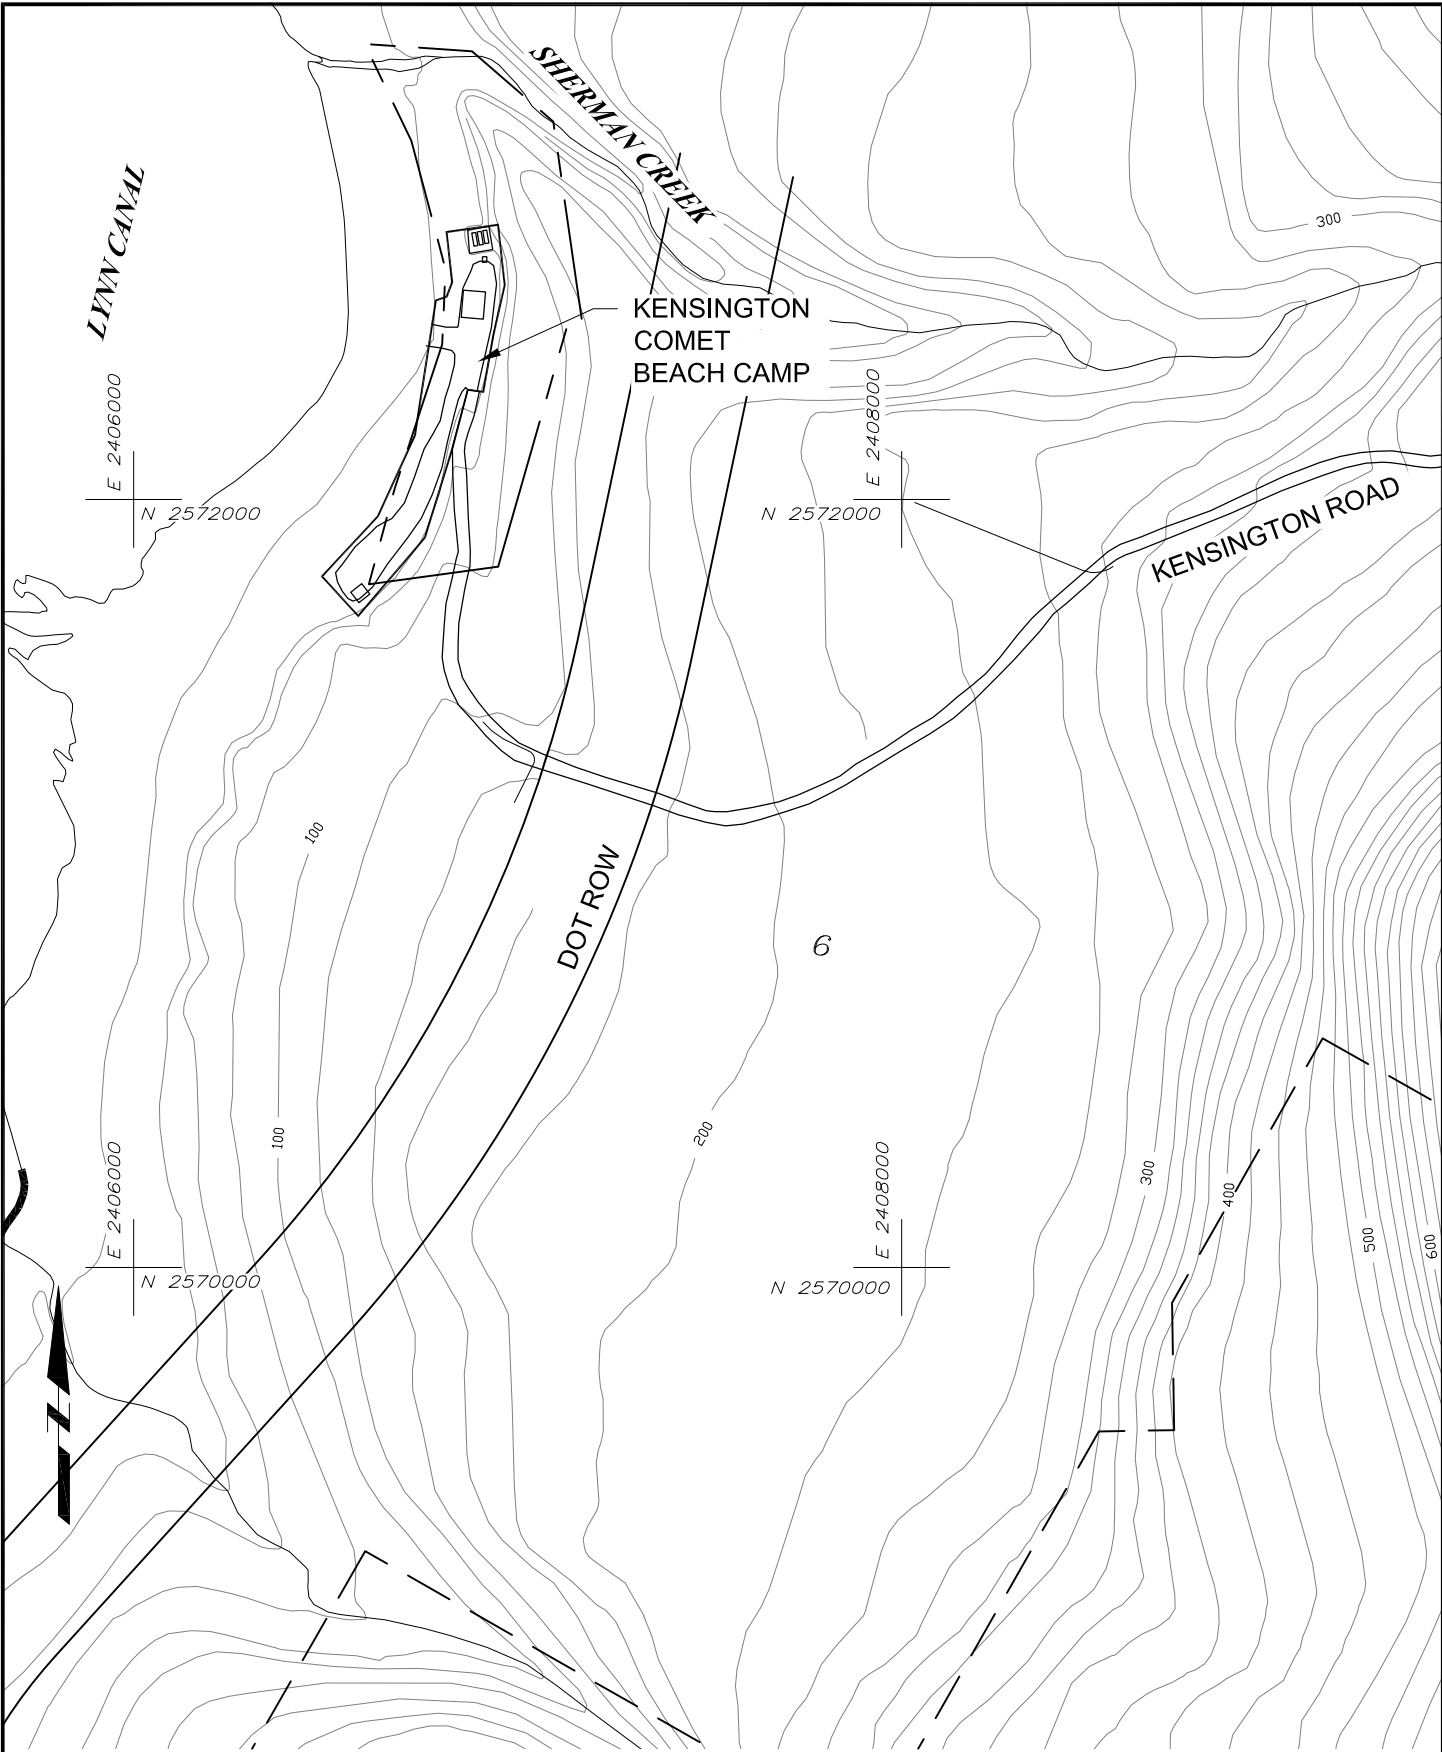 SHERMAN CREEK
LYNN CANAL
300
KENSINGTON
COMET
BEACH CAMP
E 2406000
N 2572000
E 2408000
N 2572000
KENSINGTON ROAD
100
DOT ROW
6
100
200
300
400
500
600
E 2406000
N 2570000
E 2408000
N 2570000
N